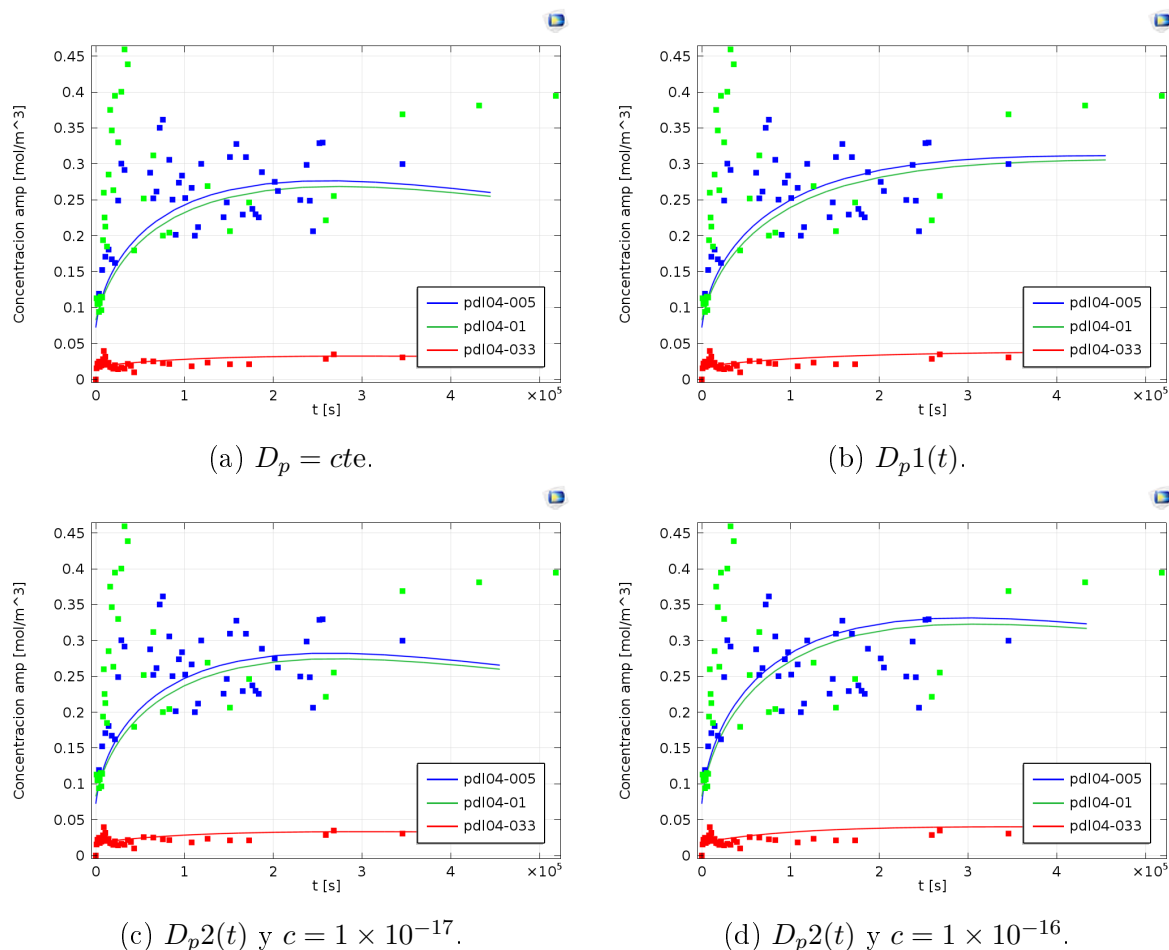 Concentracion amp [mol/m^3]
0.45
0.4
0.35
0.3
0.25
0.2
0.15
0.1
0.05
0
pdl04-005
pdl04-01
pdl04-033
0 1 2 3 4 ×10⁵
t [s]
(a) D_p = cte.
Concentracion amp [mol/m^3]
0.45
0.4
0.35
0.3
0.25
0.2
0.15
0.1
0.05
0
pdl04-005
pdl04-01
pdl04-033
0 1 2 3 4 ×10⁵
t [s]
(b) D_p1(t).
Concentracion amp [mol/m^3]
0.45
0.4
0.35
0.3
0.25
0.2
0.15
0.1
0.05
0
pdl04-005
pdl04-01
pdl04-033
0 1 2 3 4 ×10⁵
t [s]
(c) D_p2(t) y c = 1 × 10⁻¹⁷.
Concentracion amp [mol/m^3]
0.45
0.4
0.35
0.3
0.25
0.2
0.15
0.1
0.05
0
pdl04-005
pdl04-01
pdl04-033
0 1 2 3 4 ×10⁵
t [s]
(d) D_p2(t) y c = 1 × 10⁻¹⁶.